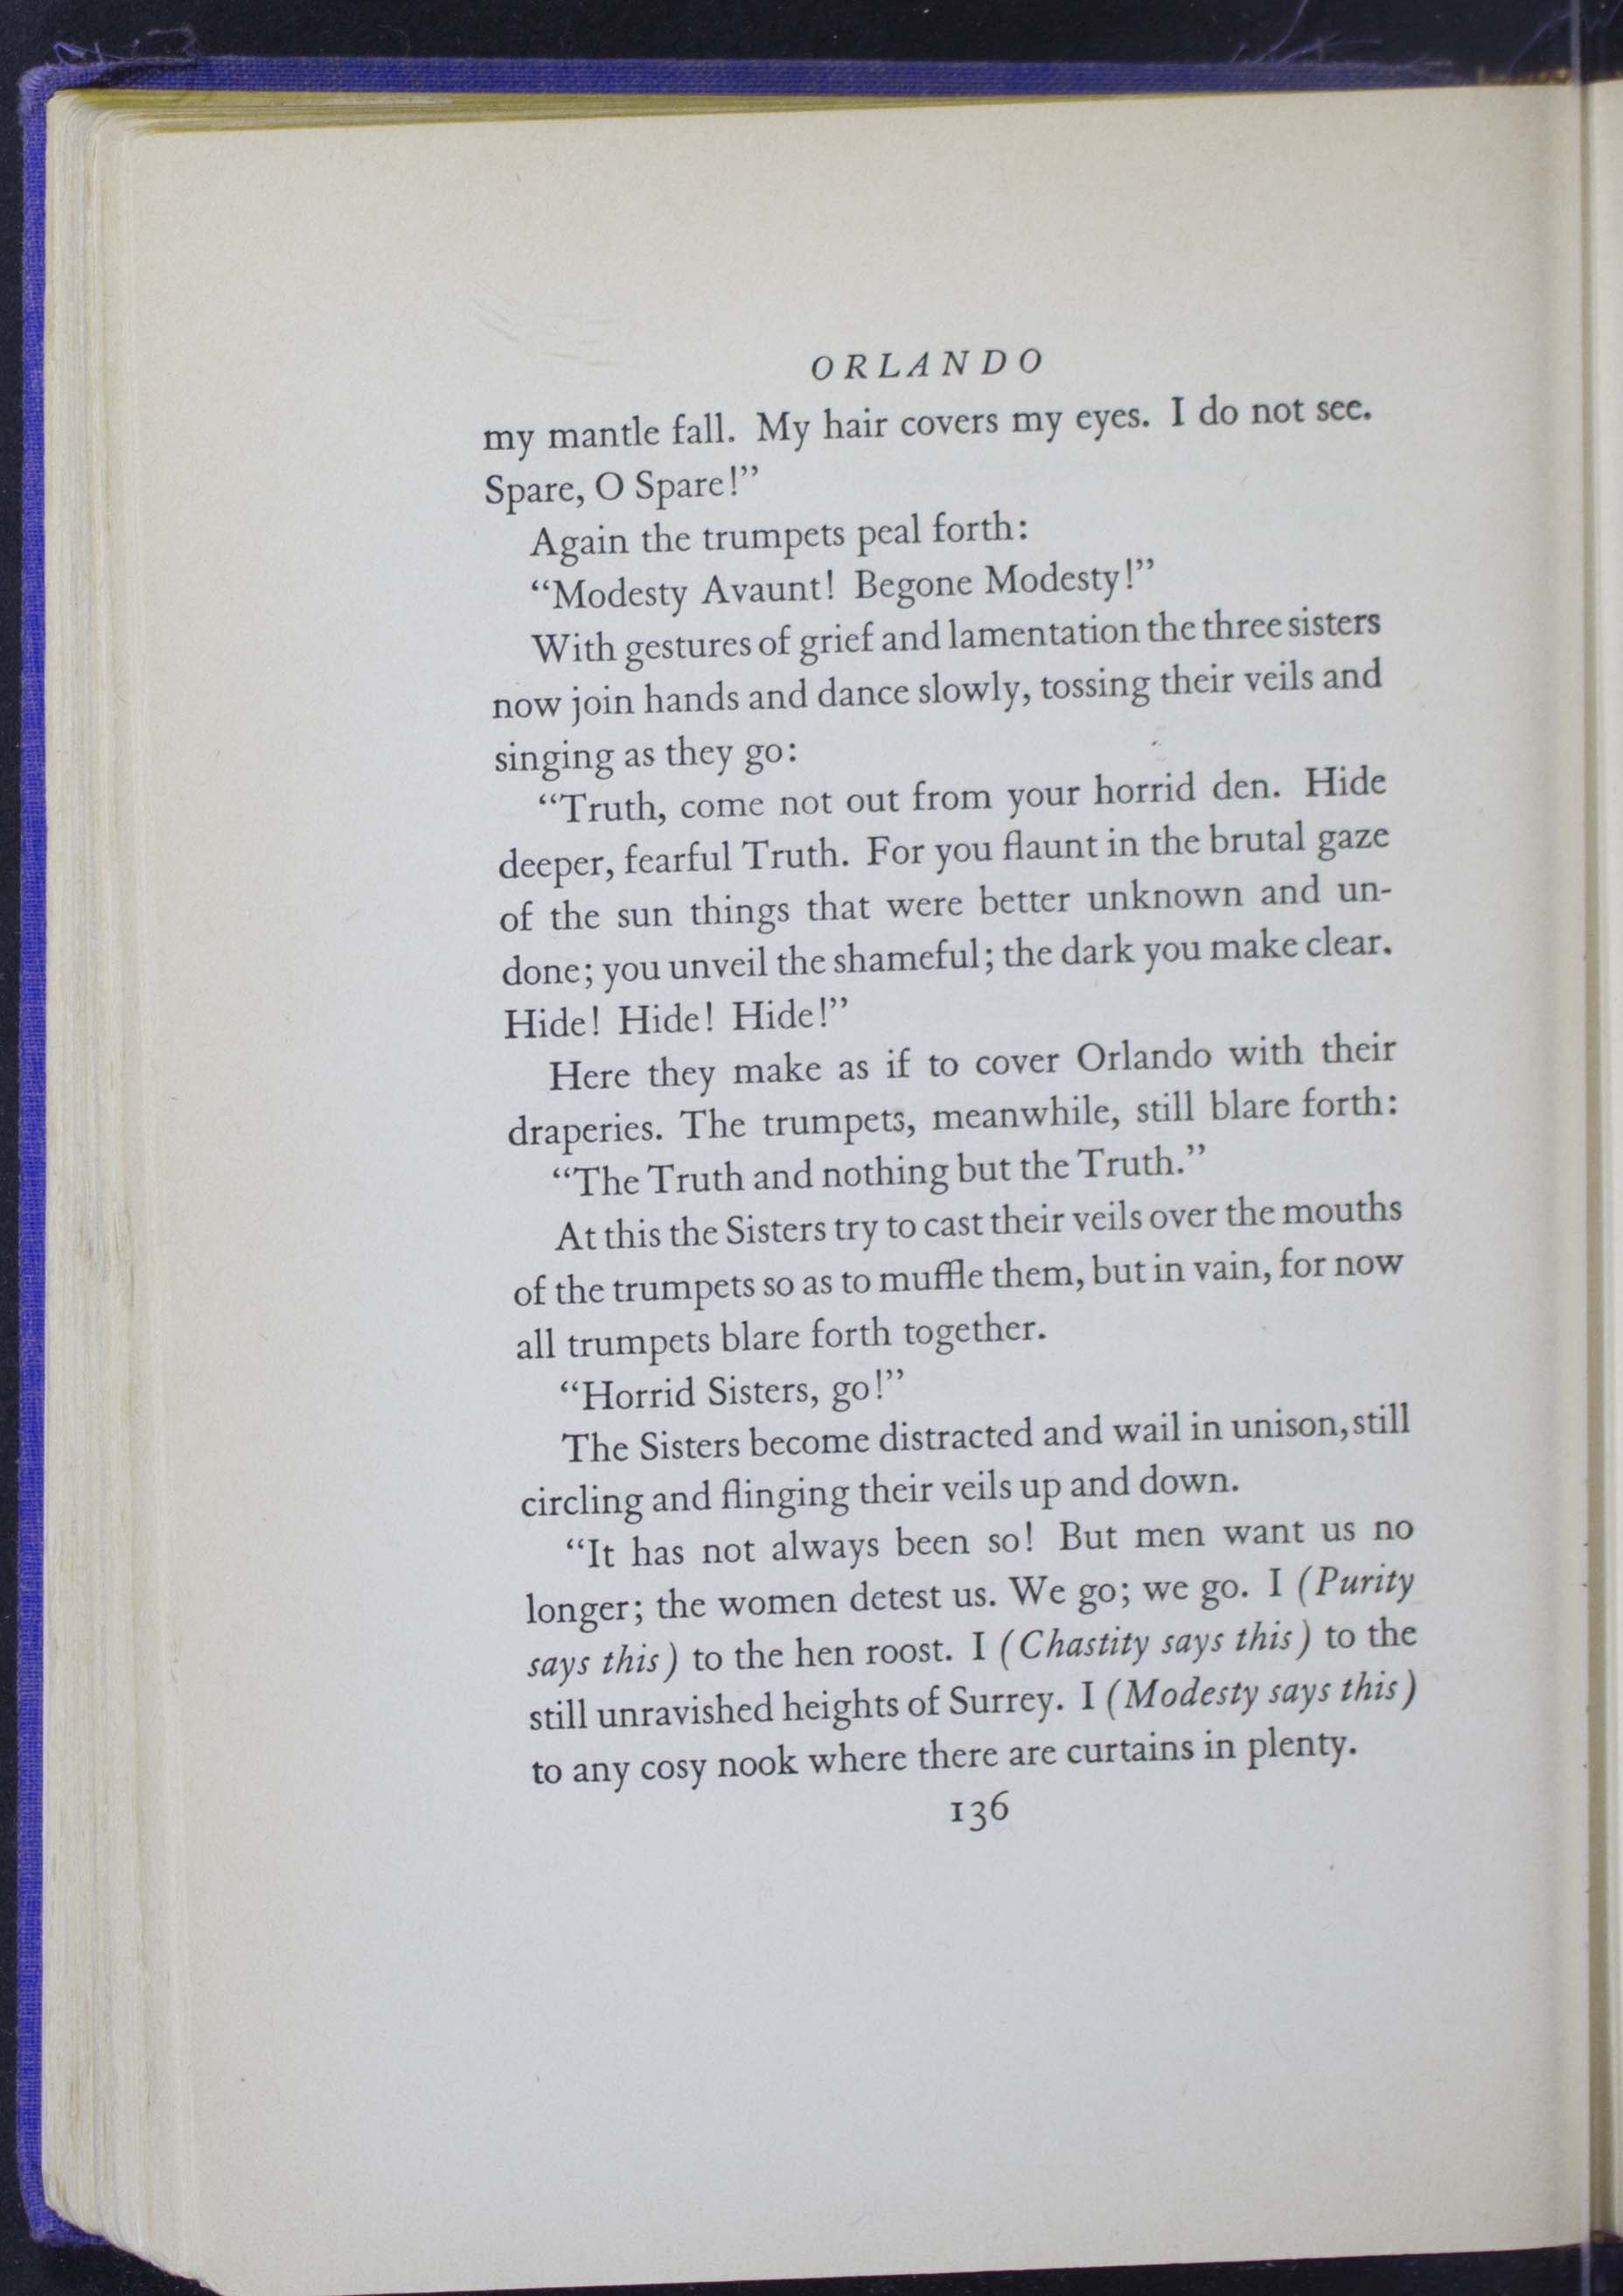 ORLANDO
my mantle fall. My hair covers my eyes. I do not see.
Spare, O Spare!”
Again the trumpets peal forth:
“Modesty Avaunt! Begone Modesty!”
With gestures of grief and lamentation the three sisters
now join hands and dance slowly, tossing their veils and
singing as they go:
“Truth, come not out from your horrid den. Hide
deeper, fearful Truth. For you flaunt in the brutal gaze
of the sun things that were better unknown and un-
done; you unveil the shameful; the dark you make clear.
Hide! Hide! Hide!”
Here they make as if to cover Orlando with their
draperies. The trumpets, meanwhile, still blare forth:
“The Truth and nothing but the Truth.”
At this the Sisters try to cast their veils over the mouths
of the trumpets so as to muffle them, but in vain, for now
all trumpets blare forth together.
“Horrid Sisters, go!”
The Sisters become distracted and wail in unison, still
circling and flinging their veils up and down.
“It has not always been so! But men want us no
longer; the women detest us. We go; we go. I (Purity
says this) to the hen roost. I (Chastity says this) to the
still unravished heights of Surrey. I (Modesty says this)
to any cosy nook where there are curtains in plenty.
136